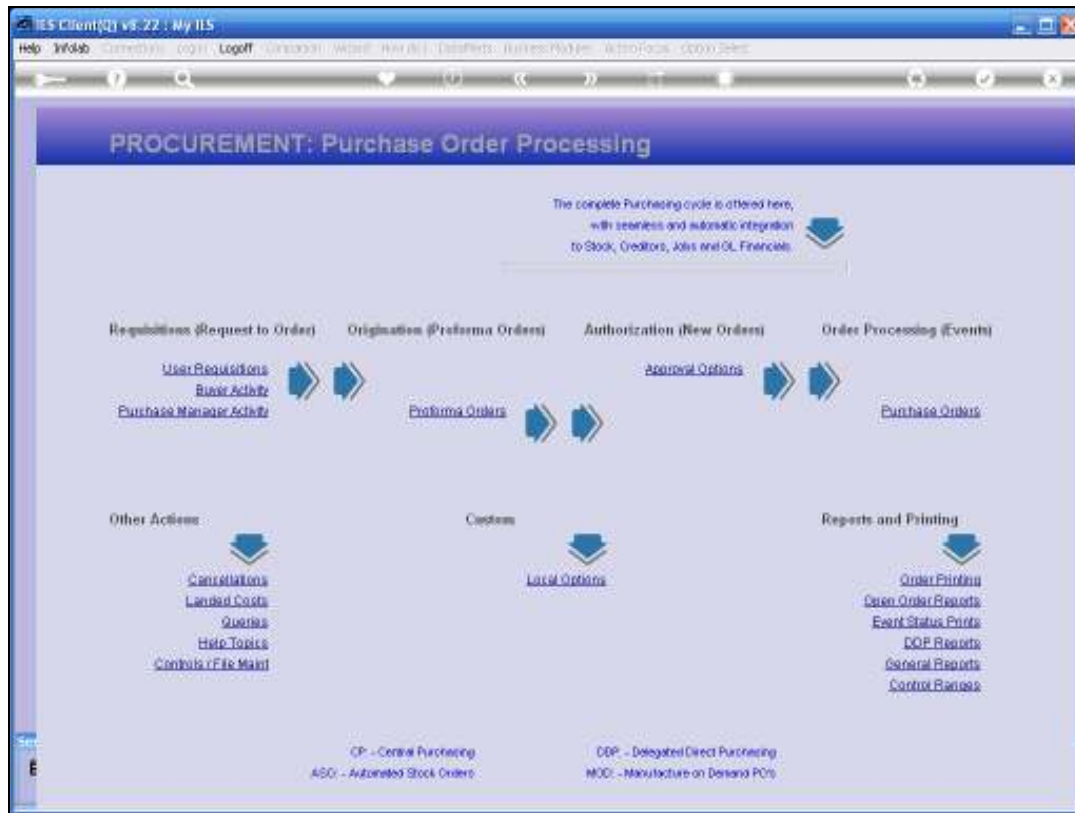 IES Client(Q) v8.22 : My IES
Help Infolab Logoff
PROCUREMENT: Purchase Order Processing
The complete Purchasing cycle is offered here,
with seamless and automatic integration
to Stock, Creditors, Jobs and GL Financials.
Requisitions (Request to Order) Origination (Proforma Orders) Authorization (New Orders) Order Processing (Events)
User Requisitions Approval Options
Buyer Activity
Purchase Manager Activity Proforma Orders Purchase Orders
Other Actions Custom Reports and Printing
Cancellations Local Options Order Printing
Landed Costs Open Order Reports
Queries Event Status Prints
Help Topics DDP Reports
Controls / File Maint General Reports
Control Ranges
CP: - Central Purchasing DDP: - Delegated Direct Purchasing
ASO: - Automated Stock Orders MOD: - Manufacture on Demand PO's